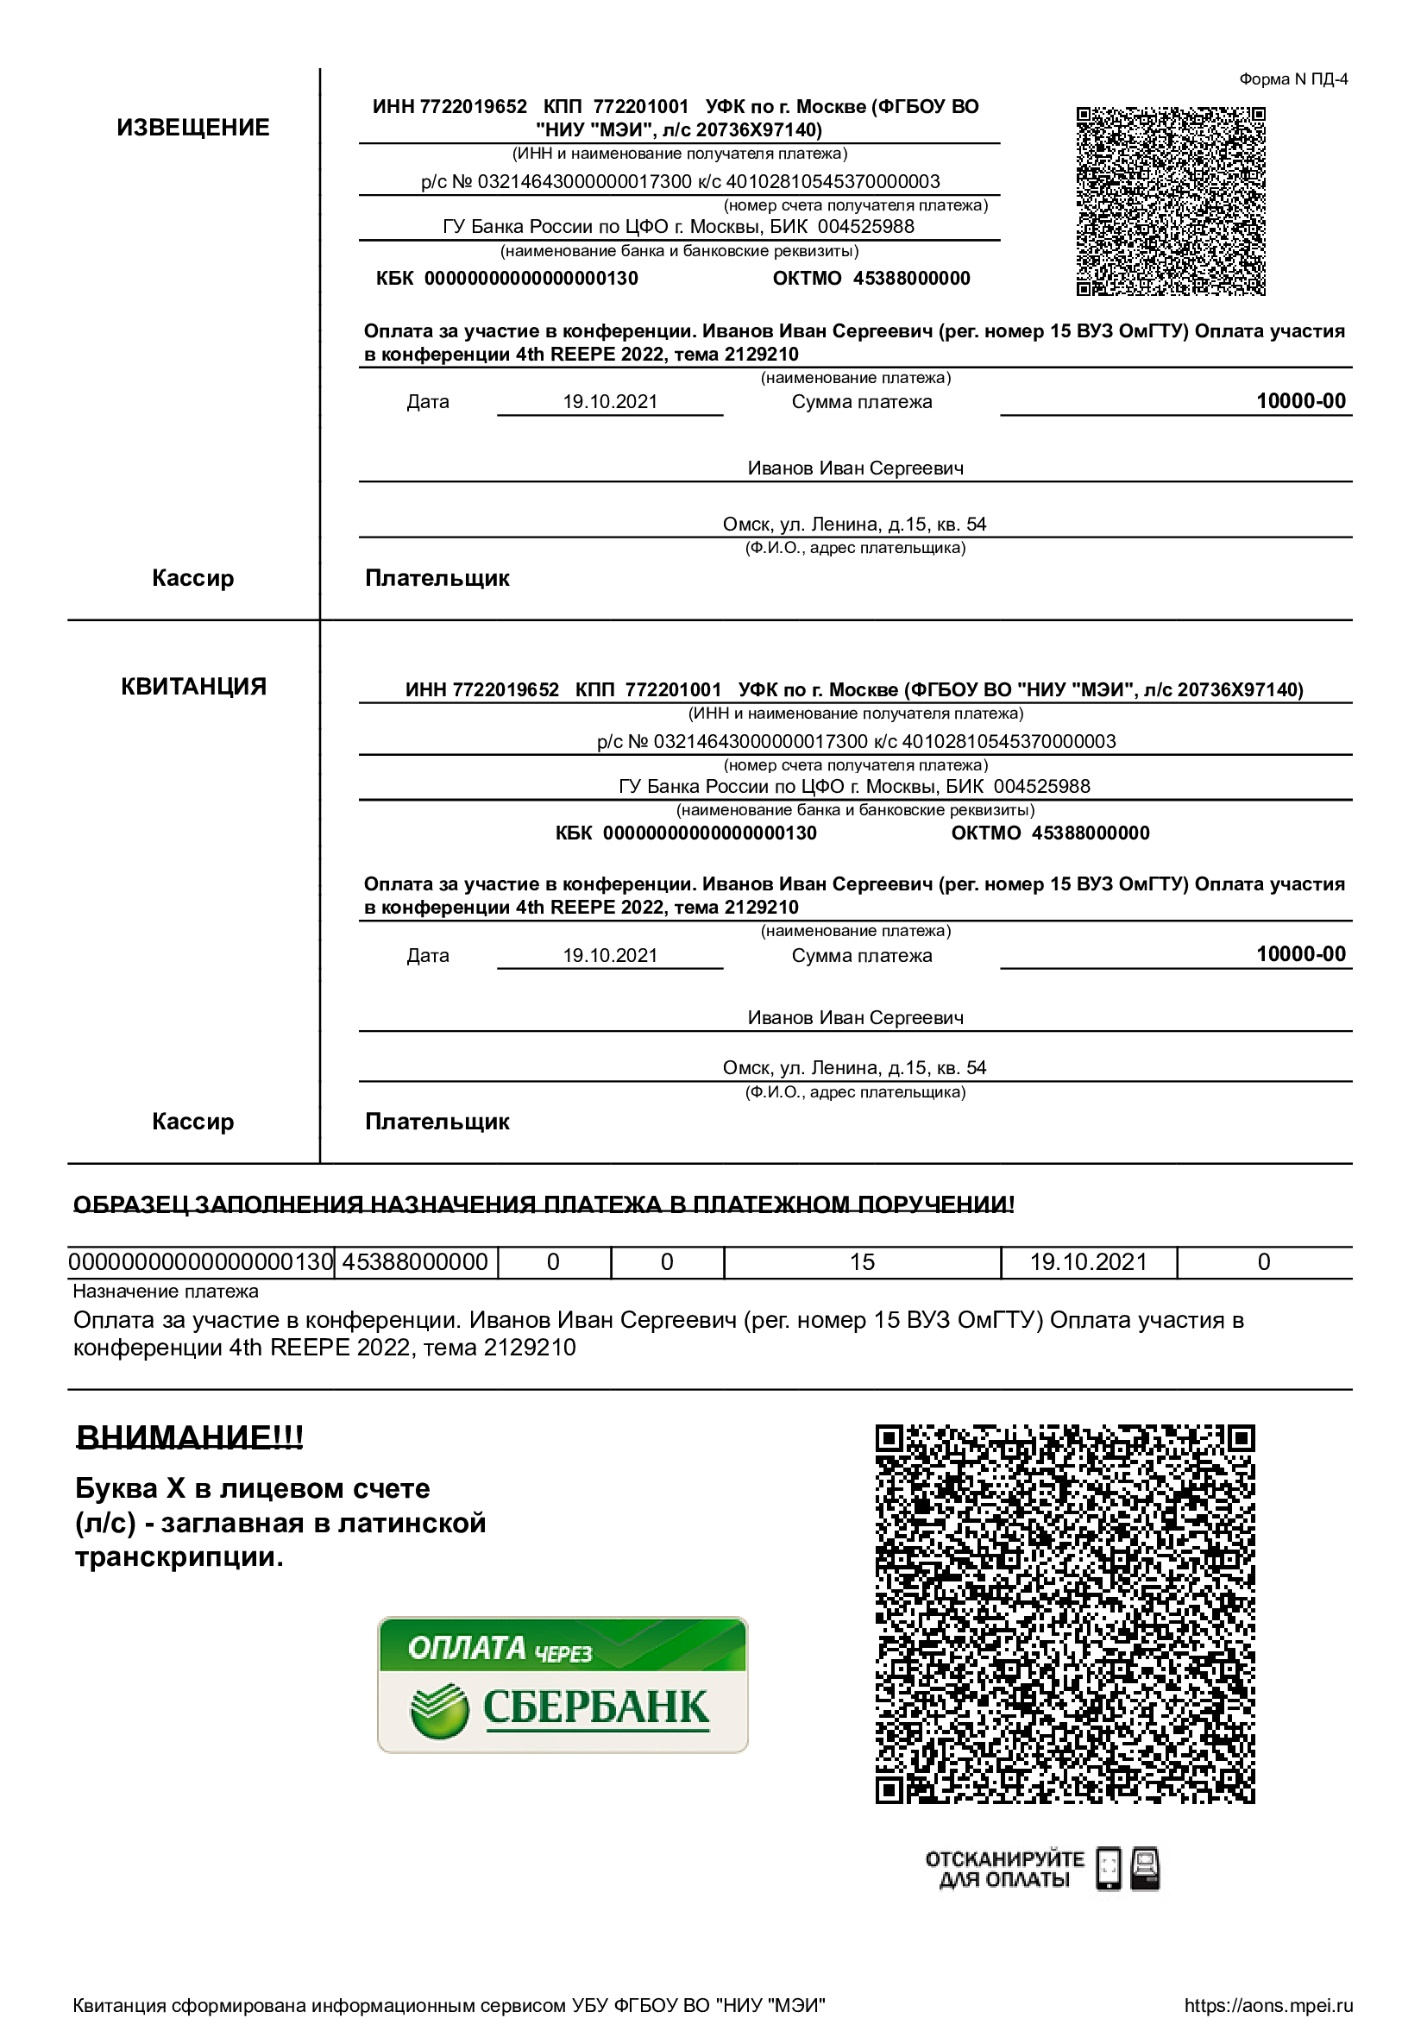 Форма N ПД-4
ИЗВЕЩЕНИЕ
ИНН 7722019652 КПП 772201001 УФК по г. Москве (ФГБОУ ВО
"НИУ "МЭИ", л/с 20736X97140)
(ИНН и наименование получателя платежа)
р/с № 03214643000000017300 к/с 40102810545370000003
(номер счета получателя платежа)
ГУ Банка России по ЦФО г. Москвы, БИК 004525988
(наименование банка и банковские реквизиты)
КБК 00000000000000000130 ОКТМО 45388000000
Оплата за участие в конференции. Иванов Иван Сергеевич (рег. номер 15 ВУЗ ОмГТУ) Оплата участия
в конференции 4th REEPE 2022, тема 2129210
(наименование платежа)
Дата 19.10.2021 Сумма платежа 10000-00
Иванов Иван Сергеевич
Омск, ул. Ленина, д.15, кв. 54
(Ф.И.О., адрес плательщика)
Кассир Плательщик
КВИТАНЦИЯ
ИНН 7722019652 КПП 772201001 УФК по г. Москве (ФГБОУ ВО "НИУ "МЭИ", л/с 20736X97140)
(ИНН и наименование получателя платежа)
р/с № 03214643000000017300 к/с 40102810545370000003
(номер счета получателя платежа)
ГУ Банка России по ЦФО г. Москвы, БИК 004525988
(наименование банка и банковские реквизиты)
КБК 00000000000000000130 ОКТМО 45388000000
Оплата за участие в конференции. Иванов Иван Сергеевич (рег. номер 15 ВУЗ ОмГТУ) Оплата участия
в конференции 4th REEPE 2022, тема 2129210
(наименование платежа)
Дата 19.10.2021 Сумма платежа 10000-00
Иванов Иван Сергеевич
Омск, ул. Ленина, д.15, кв. 54
(Ф.И.О., адрес плательщика)
Кассир Плательщик
ОБРАЗЕЦ ЗАПОЛНЕНИЯ НАЗНАЧЕНИЯ ПЛАТЕЖА В ПЛАТЕЖНОМ ПОРУЧЕНИИ!
00000000000000000130 45388000000 0 0 15 19.10.2021 0
Назначение платежа
Оплата за участие в конференции. Иванов Иван Сергеевич (рег. номер 15 ВУЗ ОмГТУ) Оплата участия в
конференции 4th REEPE 2022, тема 2129210
ВНИМАНИЕ!!!
Буква X в лицевом счете
(л/с) - заглавная в латинской
транскрипции.
ОПЛАТА ЧЕРЕЗ
СБЕРБАНК
ОТСКАНИРУЙТЕ
ДЛЯ ОПЛАТЫ
Квитанция сформирована информационным сервисом УБУ ФГБОУ ВО "НИУ "МЭИ" https://aons.mpei.ru